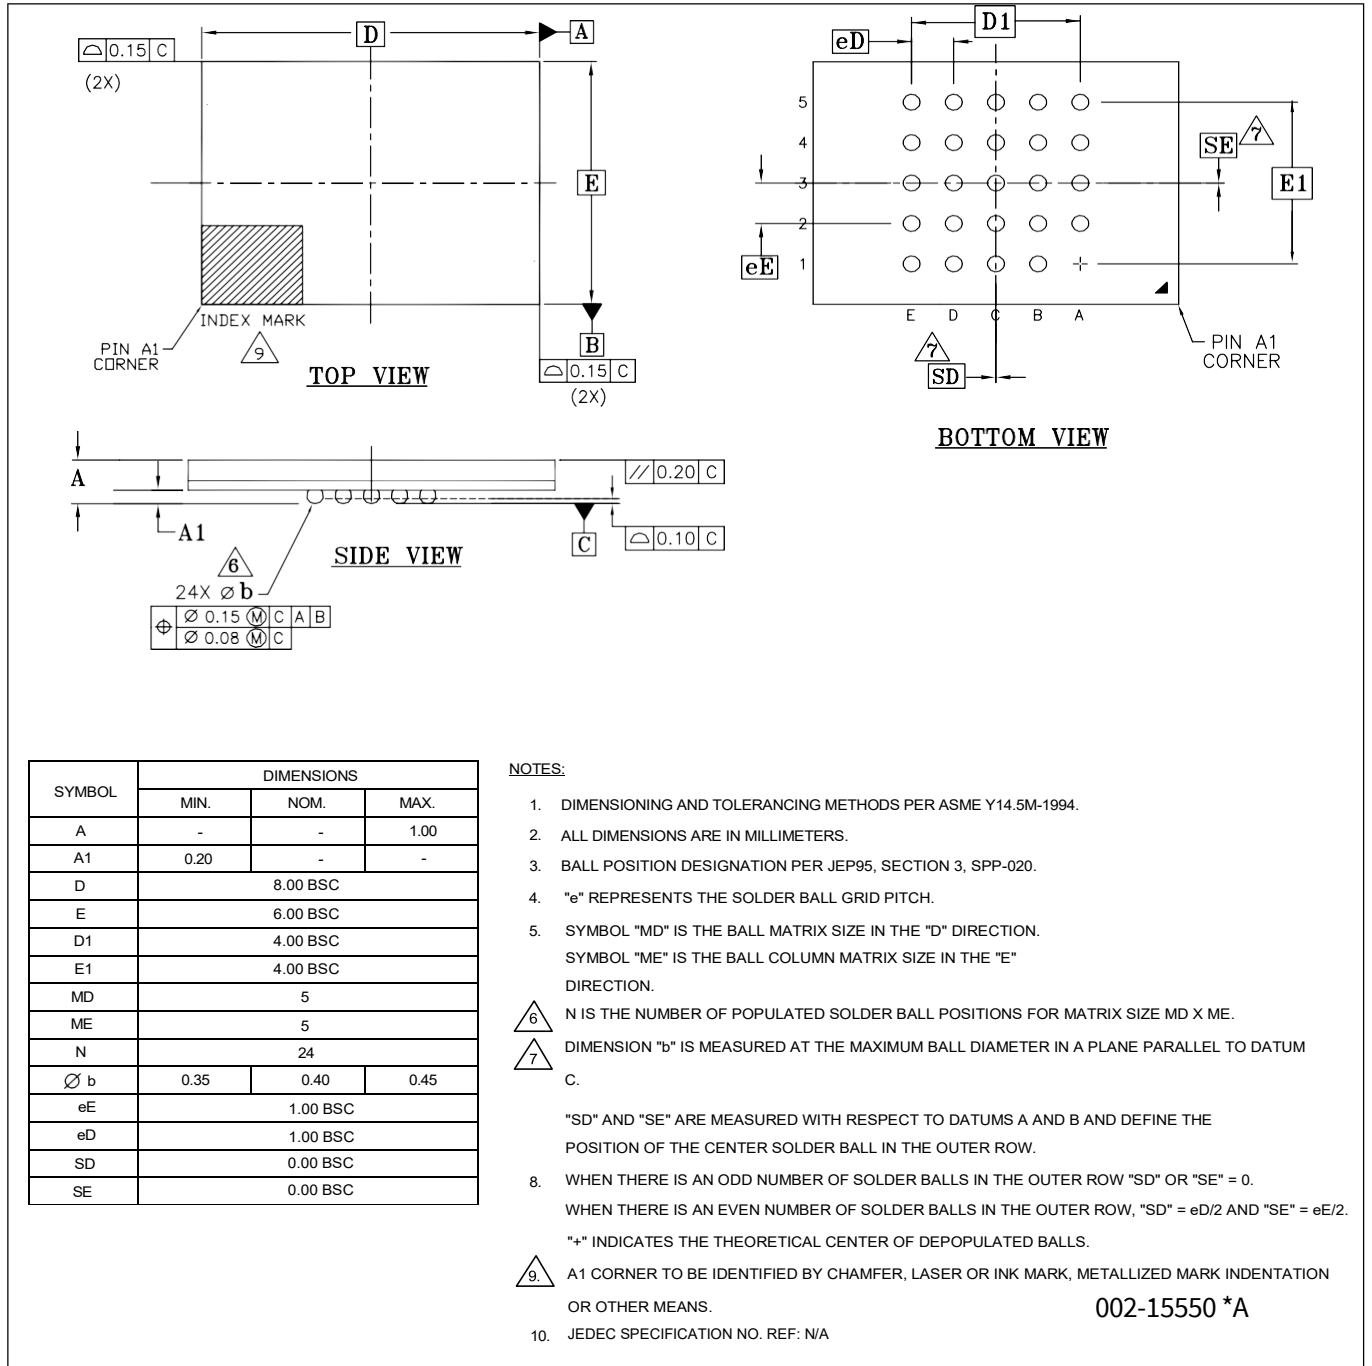 D
A
⌓ 0.15 C
(2X)
E
INDEX MARK
9
PIN A1
CORNER
B
⌓ 0.15 C
(2X)
TOP VIEW
D1
eD
5
4
3
2
1
SE
7
E1
eE
E D C B A
7
SD
PIN A1
CORNER
BOTTOM VIEW
A
// 0.20 C
A1
C
⌓ 0.10 C
SIDE VIEW
6
24X ⌀ b
⌖ ⌀ 0.15 Ⓜ C A B
⌀ 0.08 Ⓜ C
SYMBOL DIMENSIONS
MIN. NOM. MAX.
A - - 1.00
A1 0.20 - -
D 8.00 BSC
E 6.00 BSC
D1 4.00 BSC
E1 4.00 BSC
MD 5
ME 5
N 24
⌀ b 0.35 0.40 0.45
eE 1.00 BSC
eD 1.00 BSC
SD 0.00 BSC
SE 0.00 BSC
NOTES:
1. DIMENSIONING AND TOLERANCING METHODS PER ASME Y14.5M-1994.
2. ALL DIMENSIONS ARE IN MILLIMETERS.
3. BALL POSITION DESIGNATION PER JEP95, SECTION 3, SPP-020.
4. "e" REPRESENTS THE SOLDER BALL GRID PITCH.
5. SYMBOL "MD" IS THE BALL MATRIX SIZE IN THE "D" DIRECTION.
SYMBOL "ME" IS THE BALL COLUMN MATRIX SIZE IN THE "E"
DIRECTION.
6 N IS THE NUMBER OF POPULATED SOLDER BALL POSITIONS FOR MATRIX SIZE MD X ME.
7 DIMENSION "b" IS MEASURED AT THE MAXIMUM BALL DIAMETER IN A PLANE PARALLEL TO DATUM
C.
"SD" AND "SE" ARE MEASURED WITH RESPECT TO DATUMS A AND B AND DEFINE THE
POSITION OF THE CENTER SOLDER BALL IN THE OUTER ROW.
8. WHEN THERE IS AN ODD NUMBER OF SOLDER BALLS IN THE OUTER ROW "SD" OR "SE" = 0.
WHEN THERE IS AN EVEN NUMBER OF SOLDER BALLS IN THE OUTER ROW, "SD" = eD/2 AND "SE" = eE/2.
"+" INDICATES THE THEORETICAL CENTER OF DEPOPULATED BALLS.
9. A1 CORNER TO BE IDENTIFIED BY CHAMFER, LASER OR INK MARK, METALLIZED MARK INDENTATION
OR OTHER MEANS.
10. JEDEC SPECIFICATION NO. REF: N/A
002-15550 *A